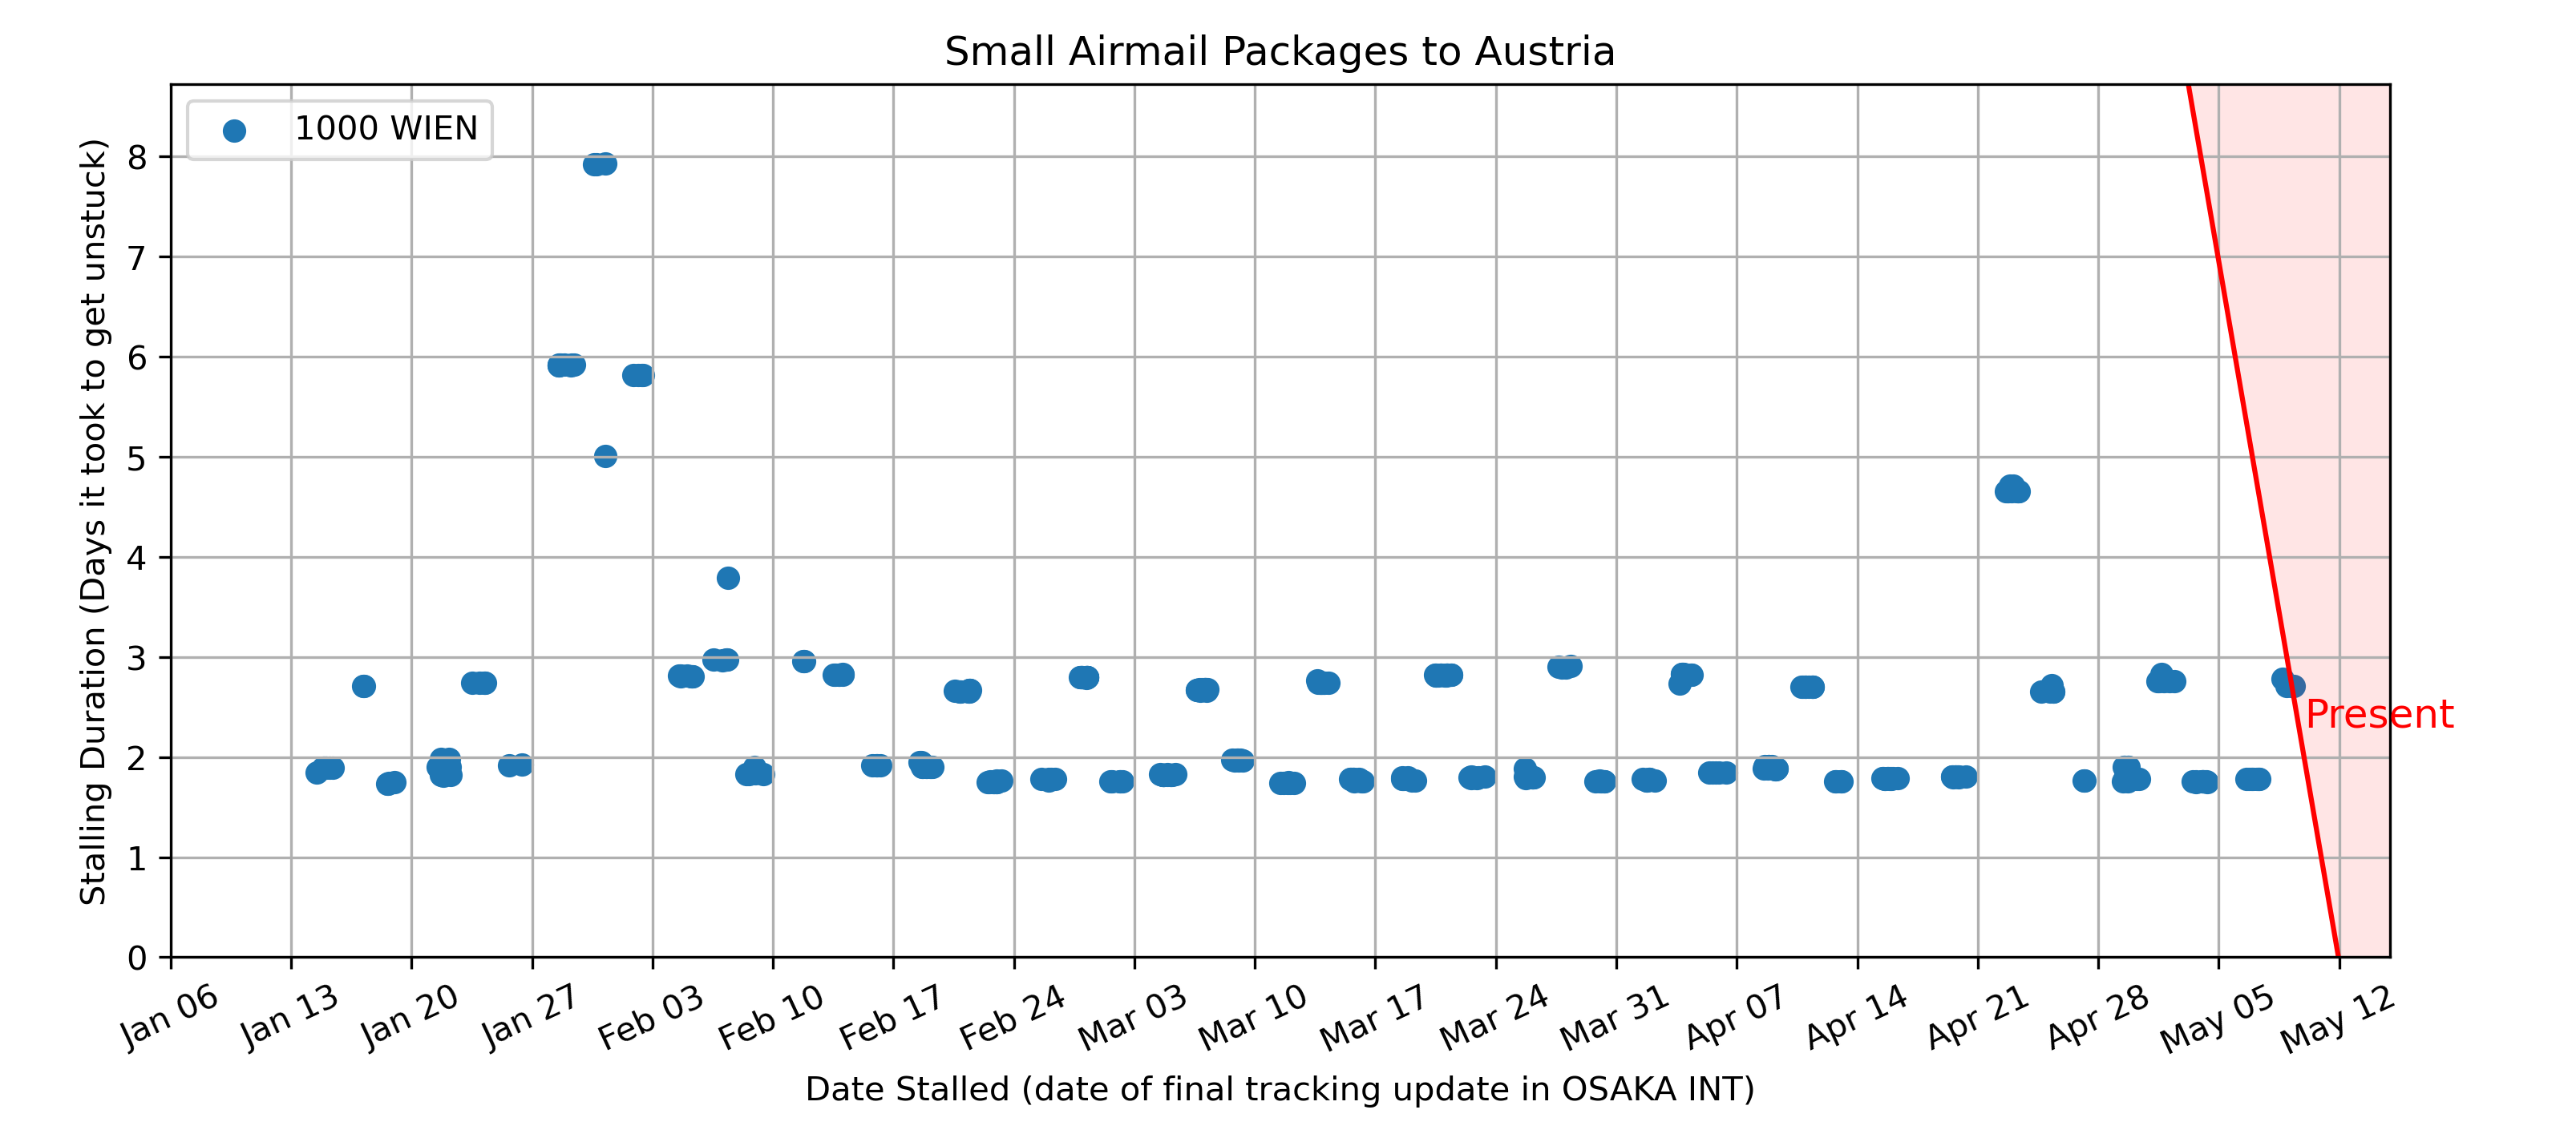 Small Airmail Packages to Austria
1000 WIEN
Stalling Duration (Days it took to get unstuck)
8
7
6
5
4
3
2
1
0
Present
Jan 06 Jan 13 Jan 20 Jan 27 Feb 03 Feb 10 Feb 17 Feb 24 Mar 03 Mar 10 Mar 17 Mar 24 Mar 31 Apr 07 Apr 14 Apr 21 Apr 28 May 05 May 12
Date Stalled (date of final tracking update in OSAKA INT)